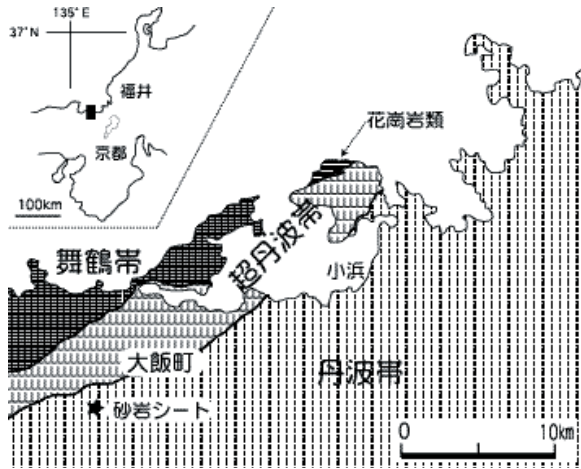 135°E
37°N
福井
京都
100km
花崗岩類
舞鶴帯
超丹波帯
小浜
大飯町
丹波帯
砂岩シート
0 10km